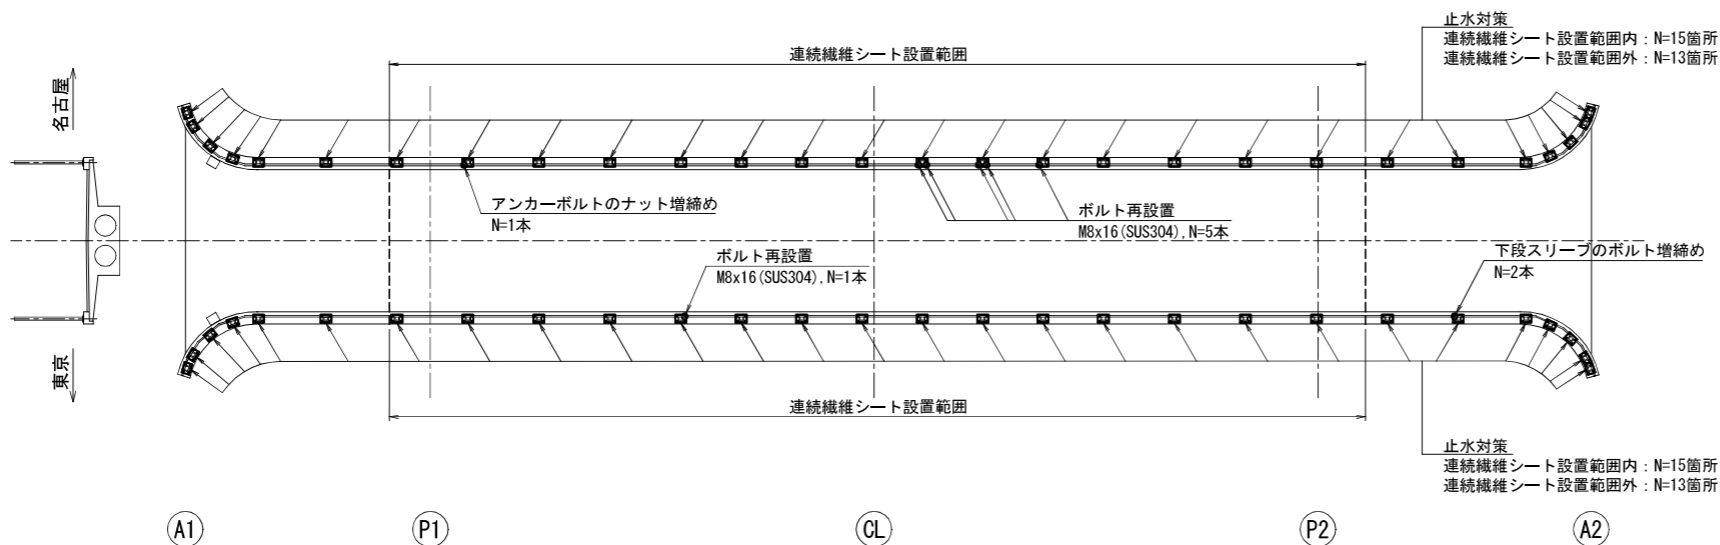 止水対策
連続繊維シート設置範囲内：N=15箇所
連続繊維シート設置範囲外：N=13箇所
連続繊維シート設置範囲
名古屋
アンカーボルトのナット増締め
N=1本
ボルト再設置
M8x16(SUS304),N=5本
ボルト再設置
M8x16(SUS304),N=1本
下段スリーブのボルト増締め
N=2本
東京
連続繊維シート設置範囲
止水対策
連続繊維シート設置範囲内：N=15箇所
連続繊維シート設置範囲外：N=13箇所
A1
P1
CL
P2
A2